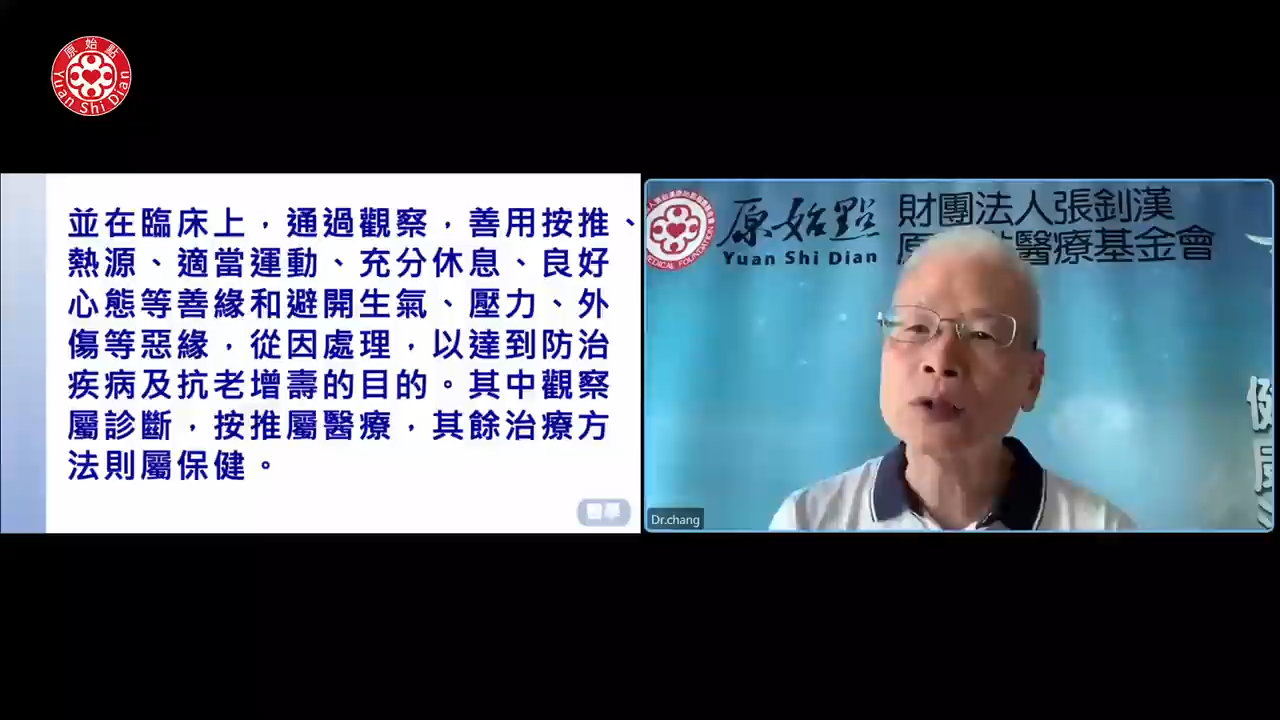 原始點
Yuan Shi Dian
並在臨床上，通過觀察，善用按推、
熱源、適當運動、充分休息、良好
心態等善緣和避開生氣、壓力、外
傷等惡緣，從因處理，以達到防治
疾病及抗老增壽的目的。其中觀察
屬診斷，按推屬醫療，其餘治療方
法則屬保健。
原始點
Yuan Shi Dian
財團法人張釗漢
醫療基金會
Dr.chang